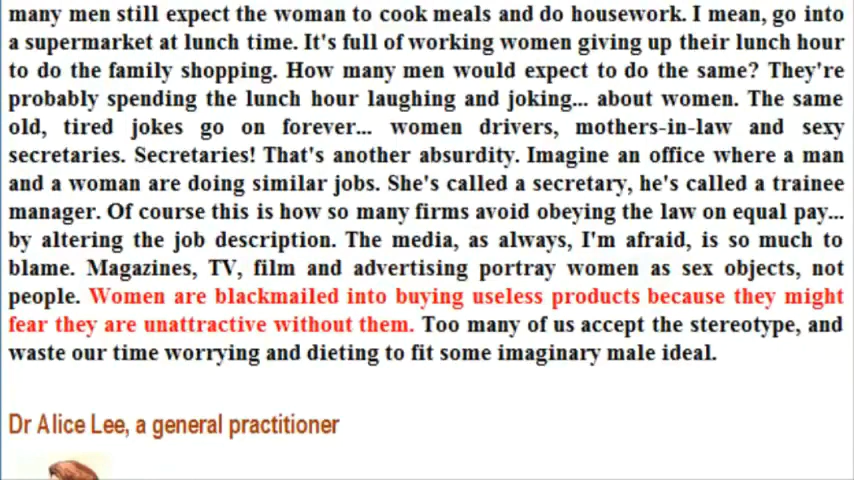 many men still expect the woman to cook meals and do housework. I mean, go into
a supermarket at lunch time. It's full of working women giving up their lunch hour
to do the family shopping. How many men would expect to do the same? They're
probably spending the lunch hour laughing and joking... about women. The same
old, tired jokes go on forever... women drivers, mothers-in-law and sexy
secretaries. Secretaries! That's another absurdity. Imagine an office where a man
and a woman are doing similar jobs. She's called a secretary, he's called a trainee
manager. Of course this is how so many firms avoid obeying the law on equal pay...
by altering the job description. The media, as always, I'm afraid, is so much to
blame. Magazines, TV, film and advertising portray women as sex objects, not
people. Women are blackmailed into buying useless products because they might
fear they are unattractive without them. Too many of us accept the stereotype, and
waste our time worrying and dieting to fit some imaginary male ideal.
Dr Alice Lee, a general practitioner